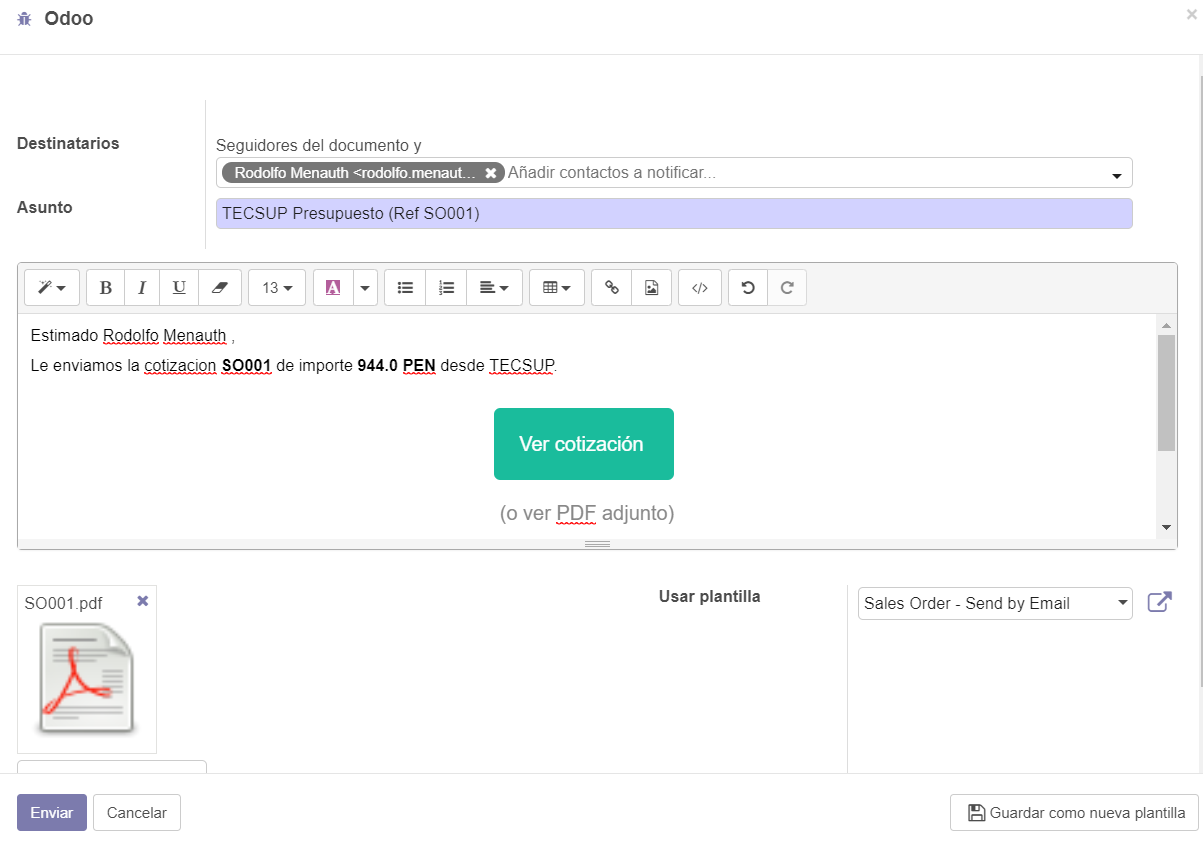 Odoo
Destinatarios
Seguidores del documento y
Rodolfo Menauth <rodolfo.menaut... Añadir contactos a notificar...
Asunto
TECSUP Presupuesto (Ref SO001)
B I U 13 A </>
Estimado Rodolfo Menauth ,
Le enviamos la cotizacion SO001 de importe 944.0 PEN desde TECSUP.
Ver cotización
(o ver PDF adjunto)
SO001.pdf
Usar plantilla
Sales Order - Send by Email
Enviar Cancelar Guardar como nueva plantilla